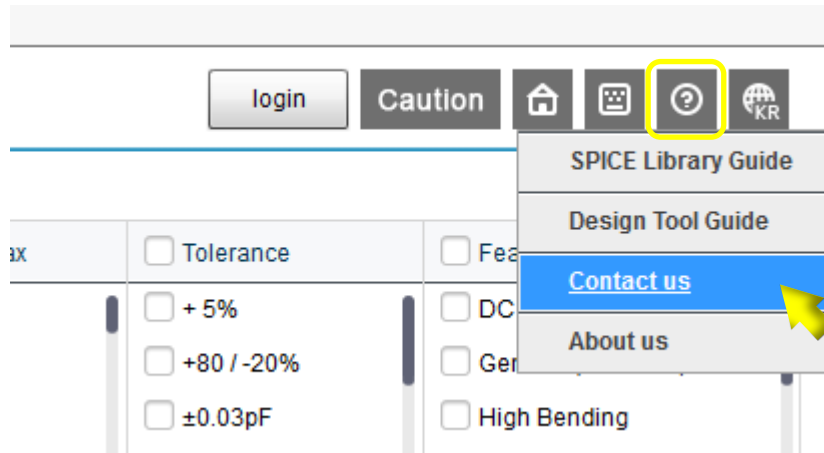 login
Caution
KR
SPICE Library Guide
Design Tool Guide
Contact us
About us
Tolerance
+ 5%
+80 / -20%
±0.03pF
DC
High Bending